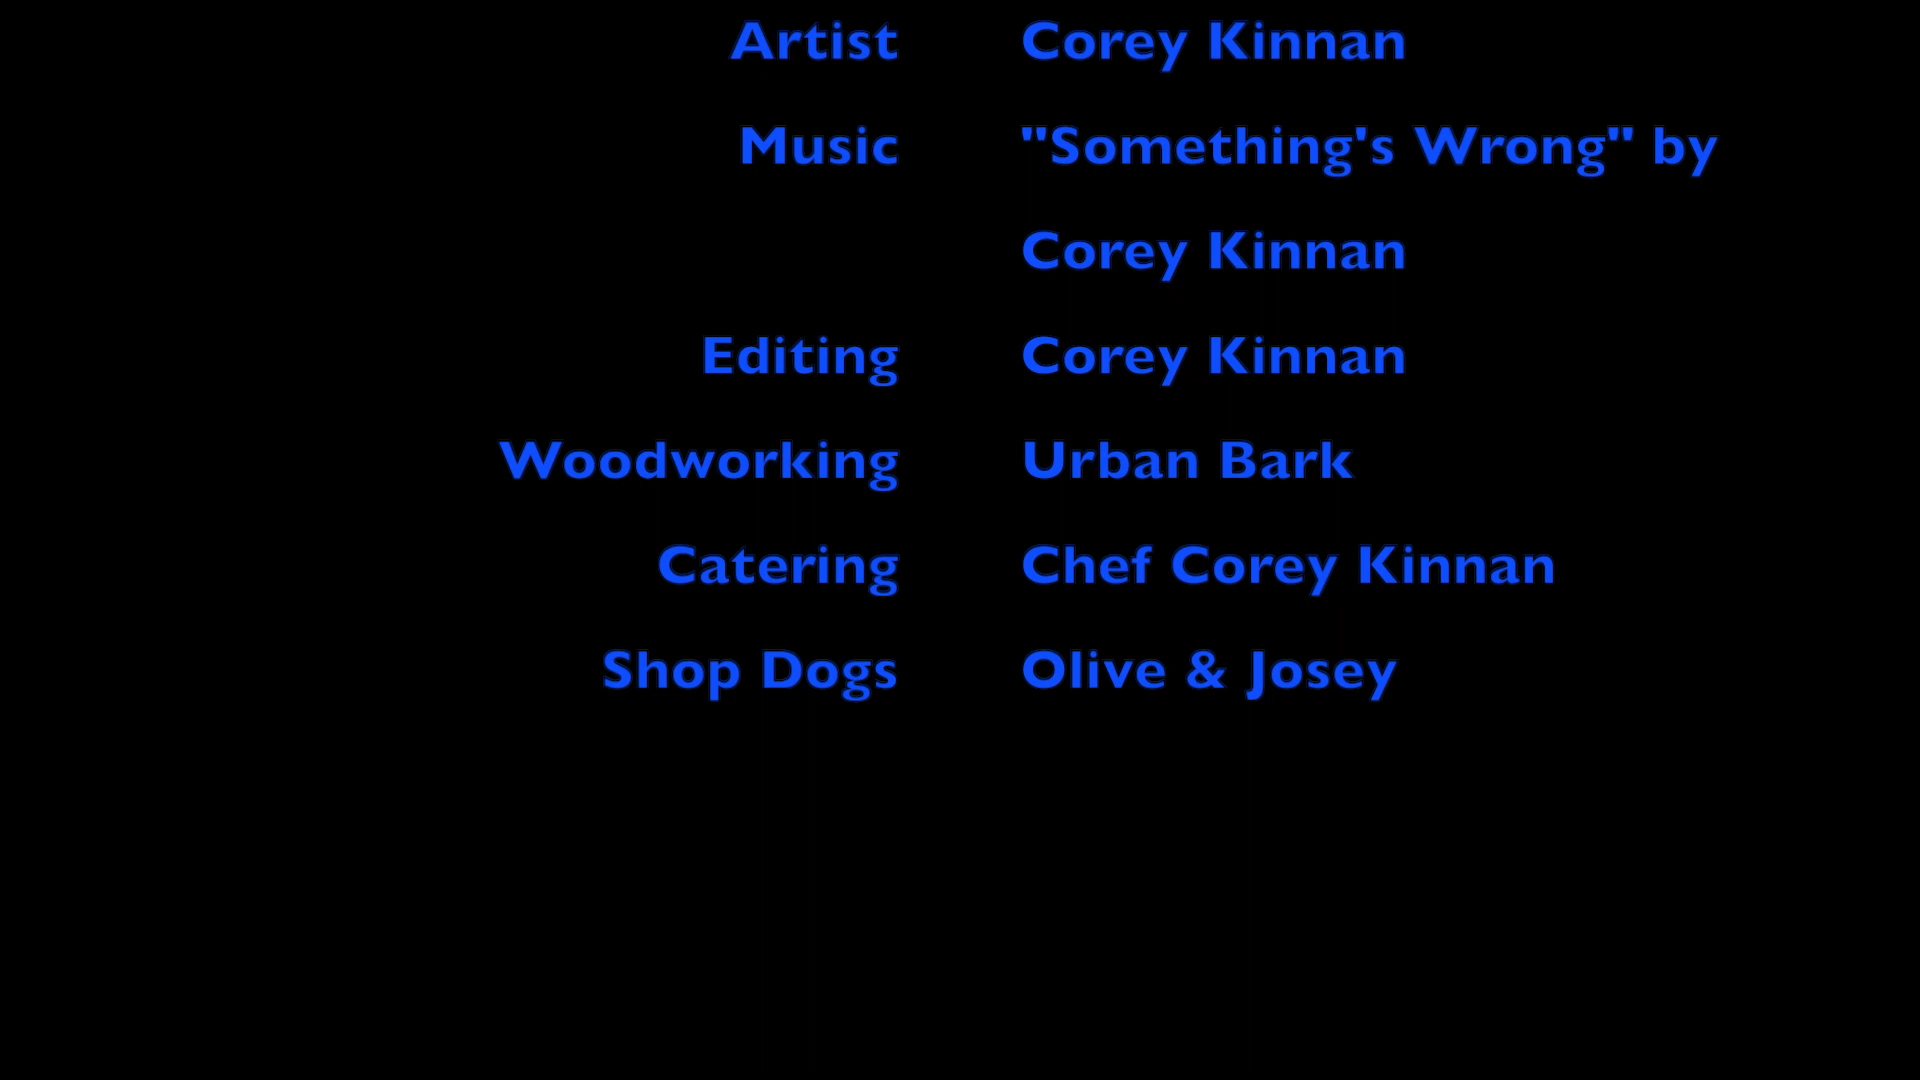 Artist Corey Kinnan
Music "Something's Wrong" by
Corey Kinnan
Editing Corey Kinnan
Woodworking Urban Bark
Catering Chef Corey Kinnan
Shop Dogs Olive & Josey